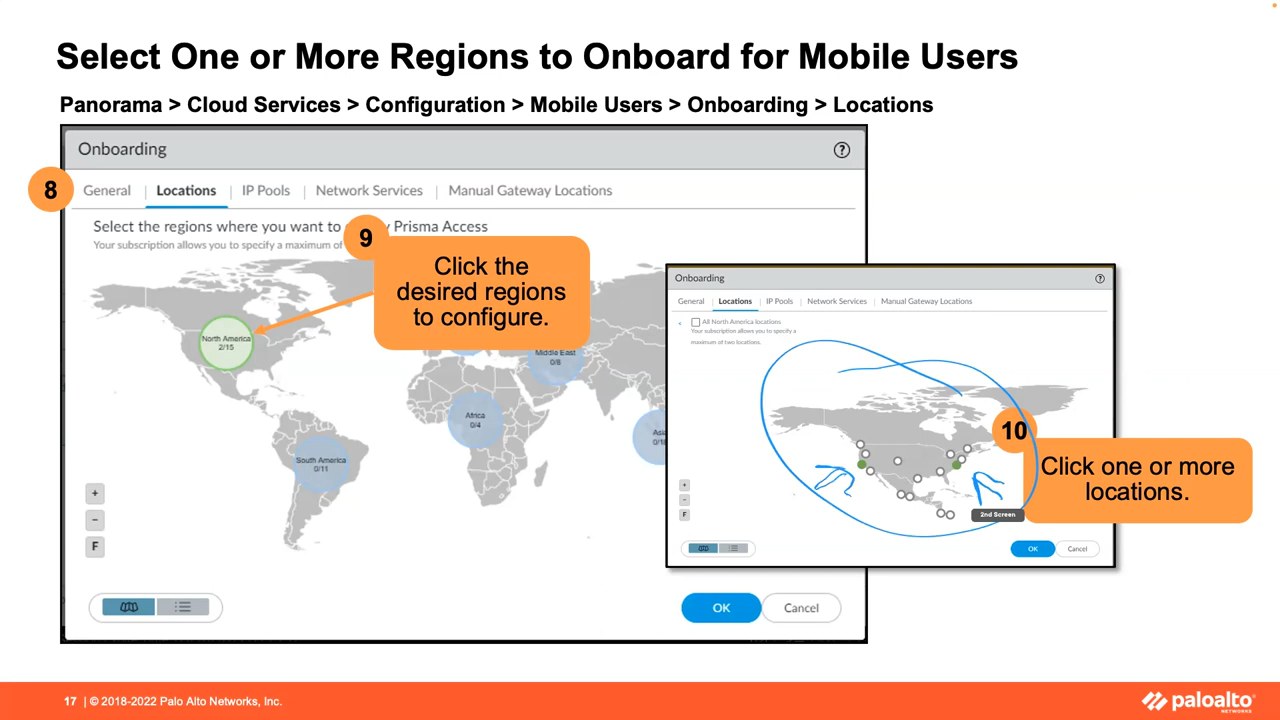 Select One or More Regions to Onboard for Mobile Users
Panorama > Cloud Services > Configuration > Mobile Users > Onboarding > Locations
Onboarding
?
8
General | Locations | IP Pools | Network Services | Manual Gateway Locations
Select the regions where you want to Prisma Access
Your subscription allows you to specify a maximum of
9
Click the
desired regions
to configure.
North America
2/15
Middle East
0/8
Africa
0/4
South America
0/11
+
−
F
OK
Cancel
Onboarding
?
General | Locations | IP Pools | Network Services | Manual Gateway Locations
All North America locations
Your subscription allows you to specify a
maximum of two locations.
10
Click one or more
locations.
2nd Screen
+
−
F
OK
Cancel
17 | © 2018-2022 Palo Alto Networks, Inc.
paloalto
NETWORKS